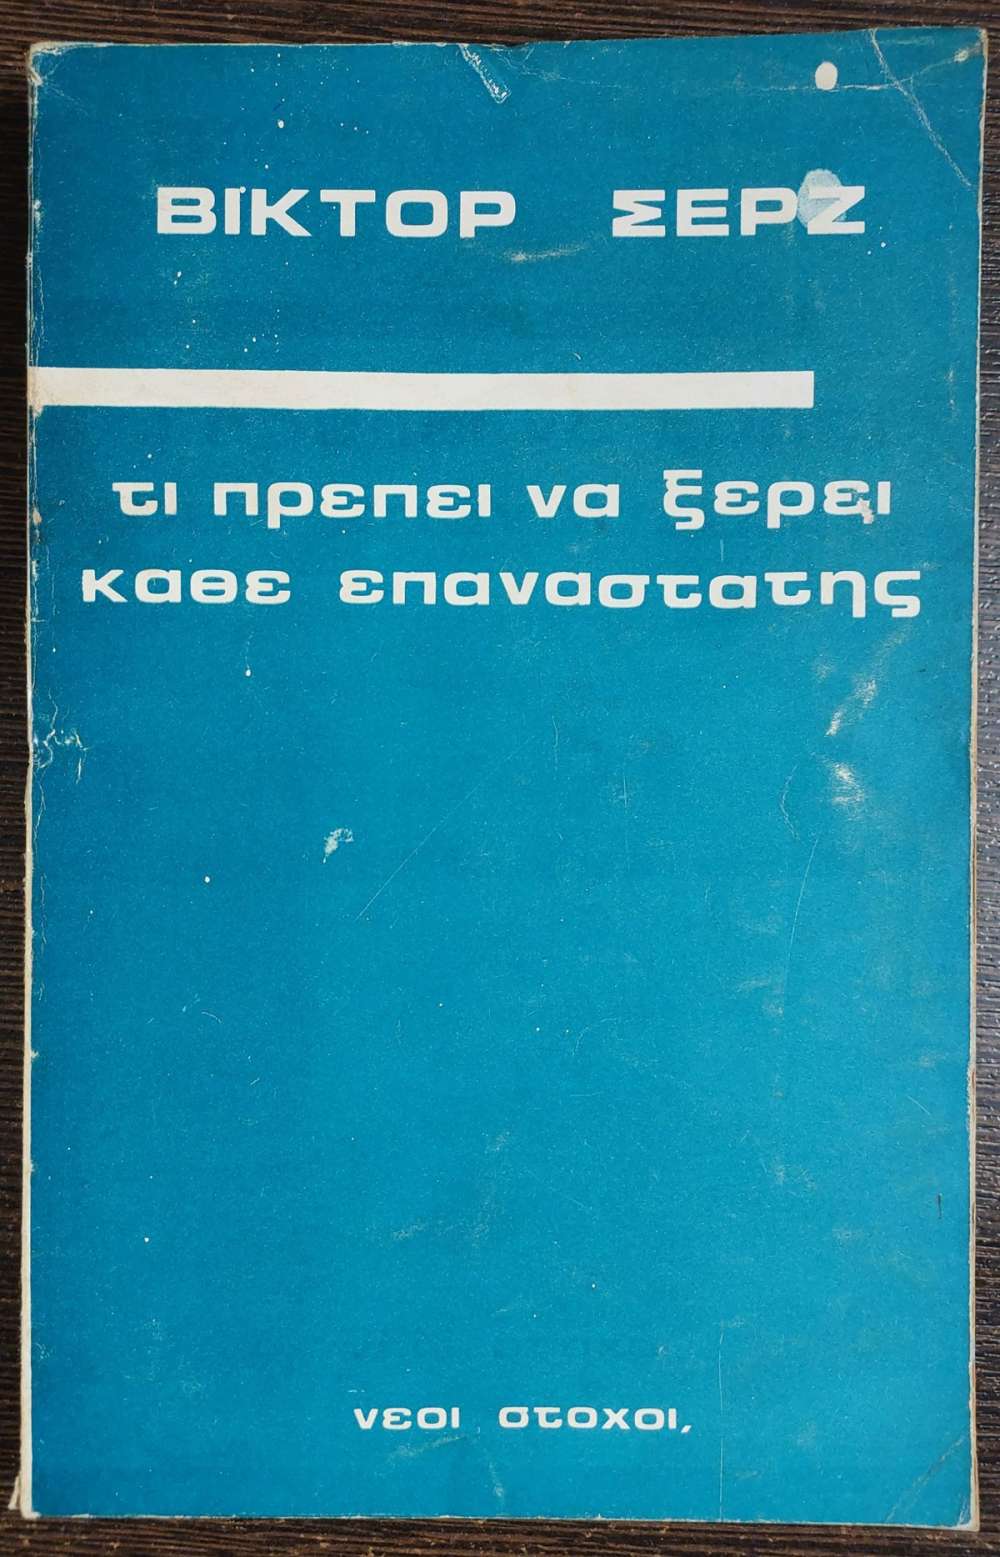 ΒΙΚΤΟΡ ΣΕΡΖ
τι πρεπει να ξερει
καθε επαναστατης
νεοι στοχοι,